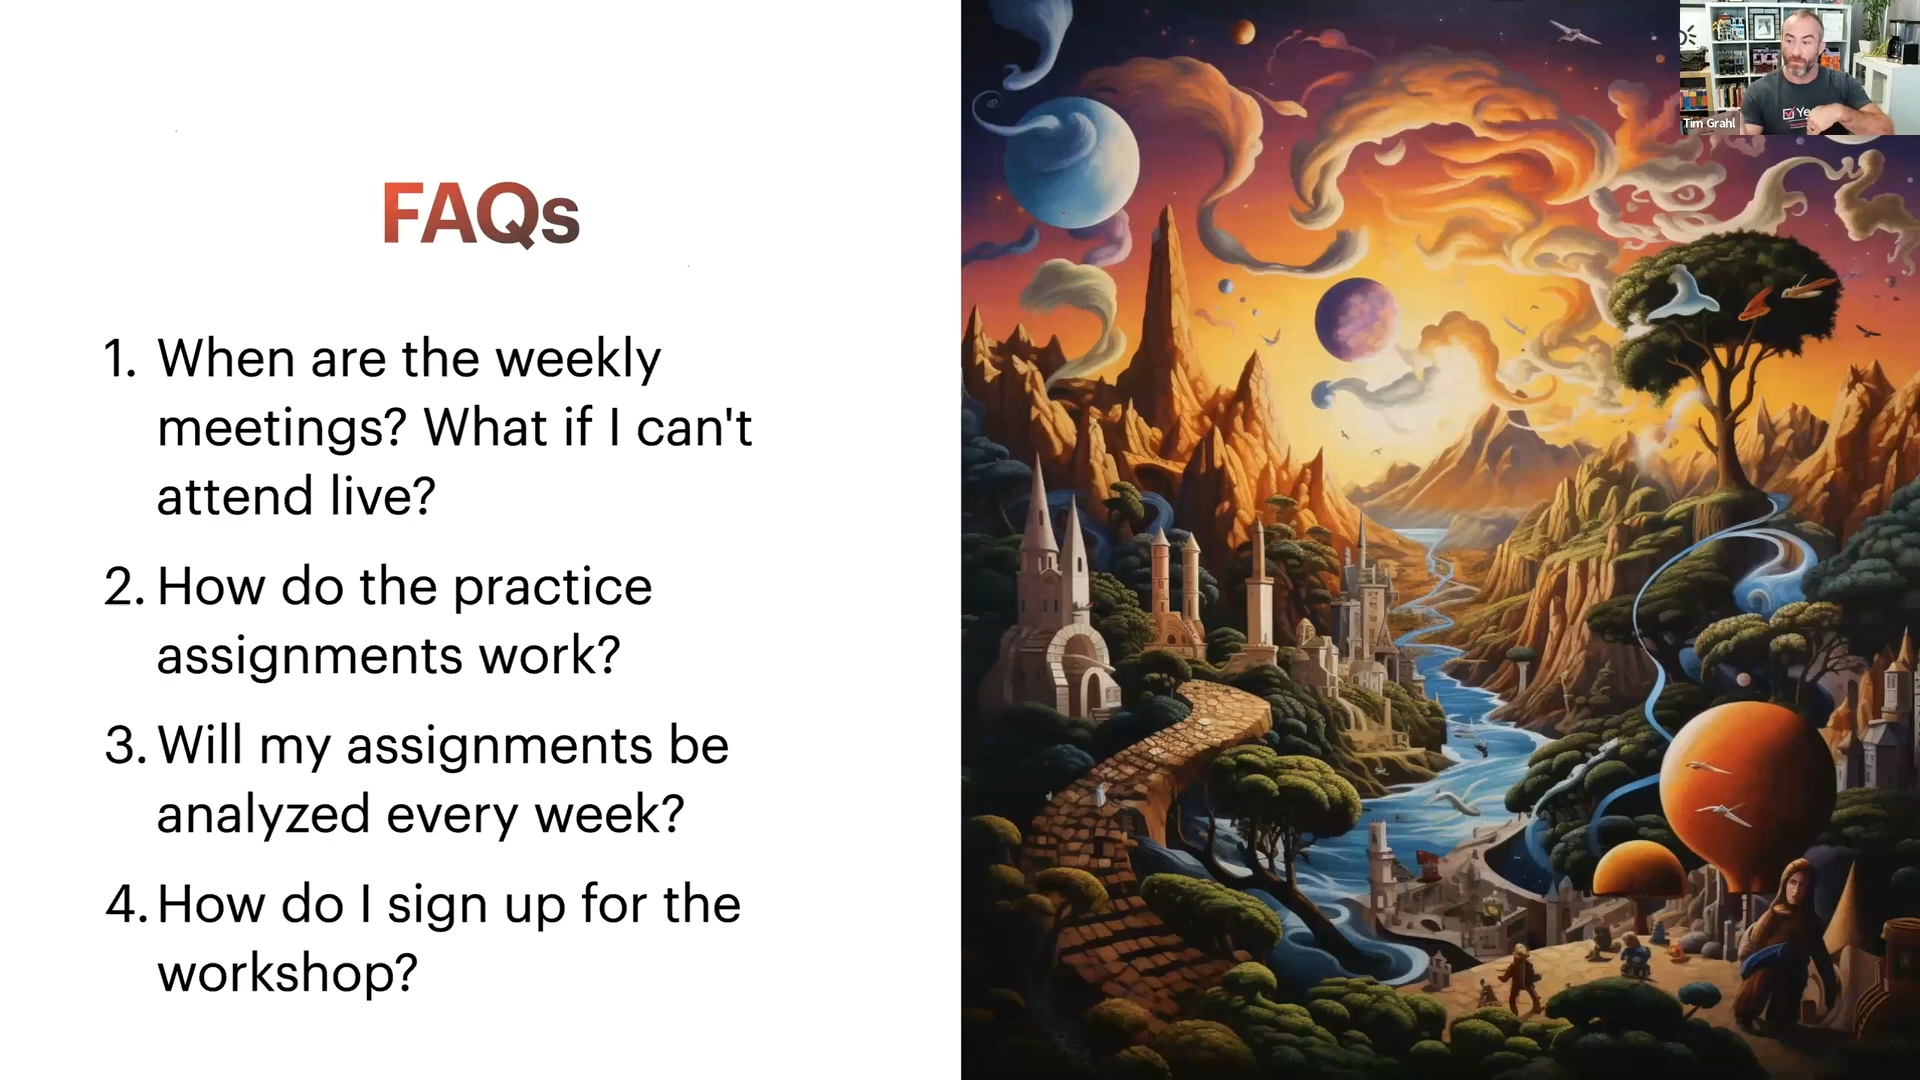 FAQs
1. When are the weekly
meetings? What if I can't
attend live?
2. How do the practice
assignments work?
3. Will my assignments be
analyzed every week?
4. How do I sign up for the
workshop?
Tim Grahl